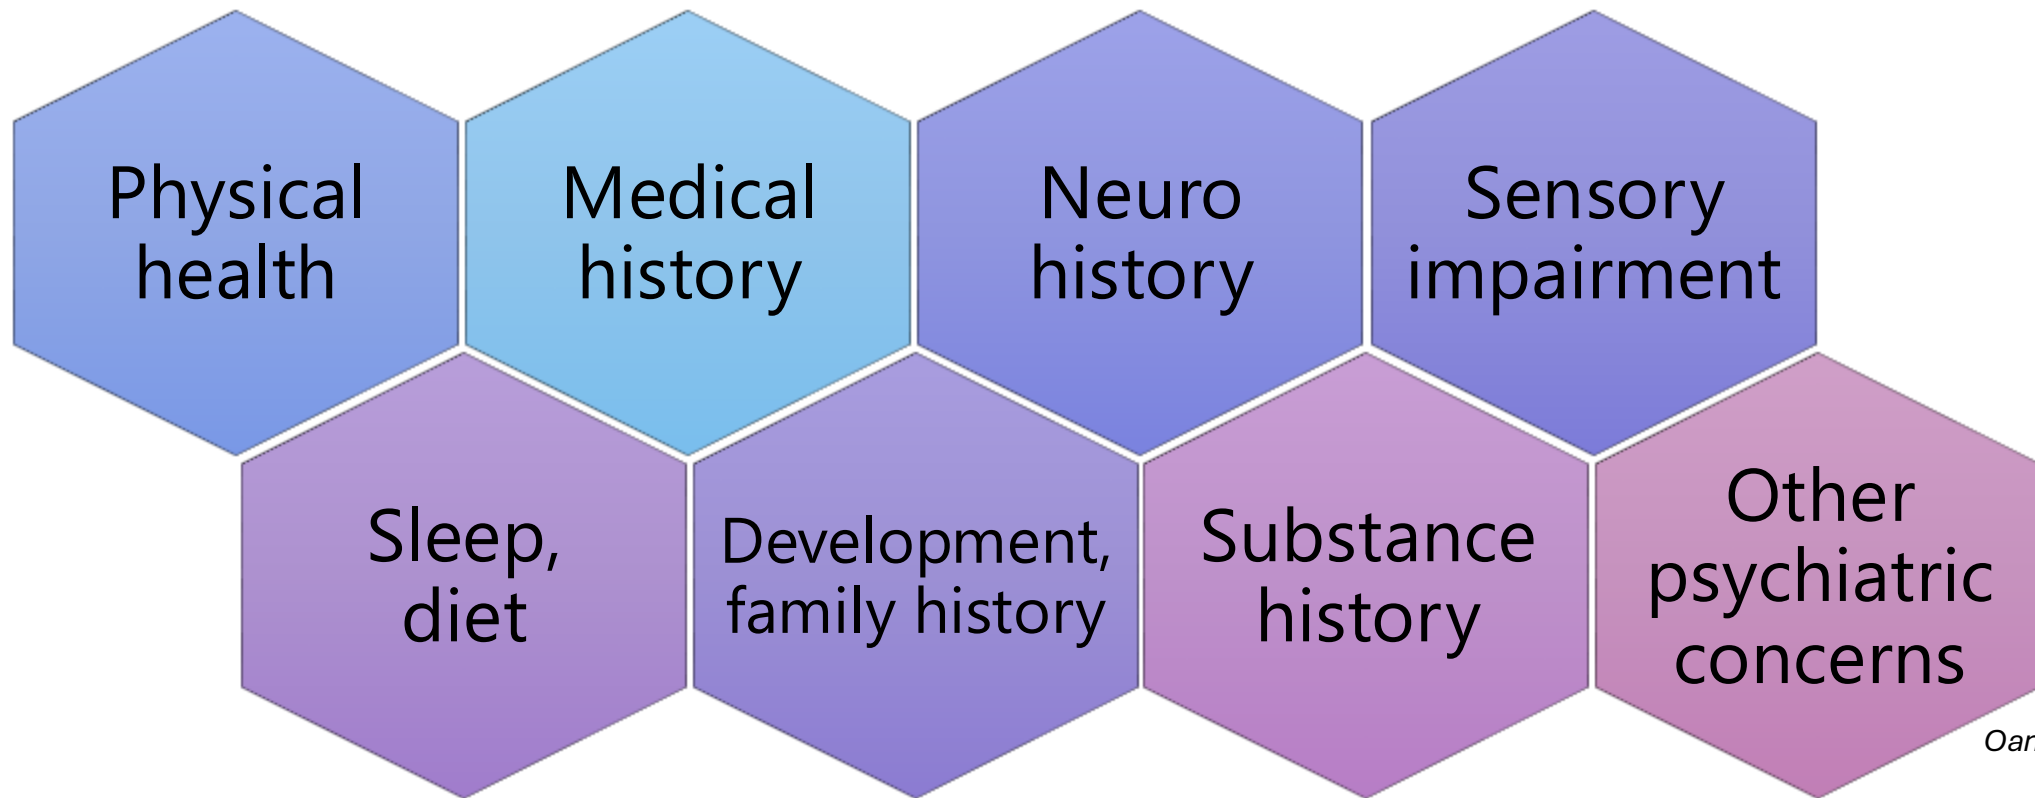 Physical
health
Medical
history
Neuro
history
Sensory
impairment
Sleep,
diet
Development,
family history
Substance
history
Other
psychiatric
concerns